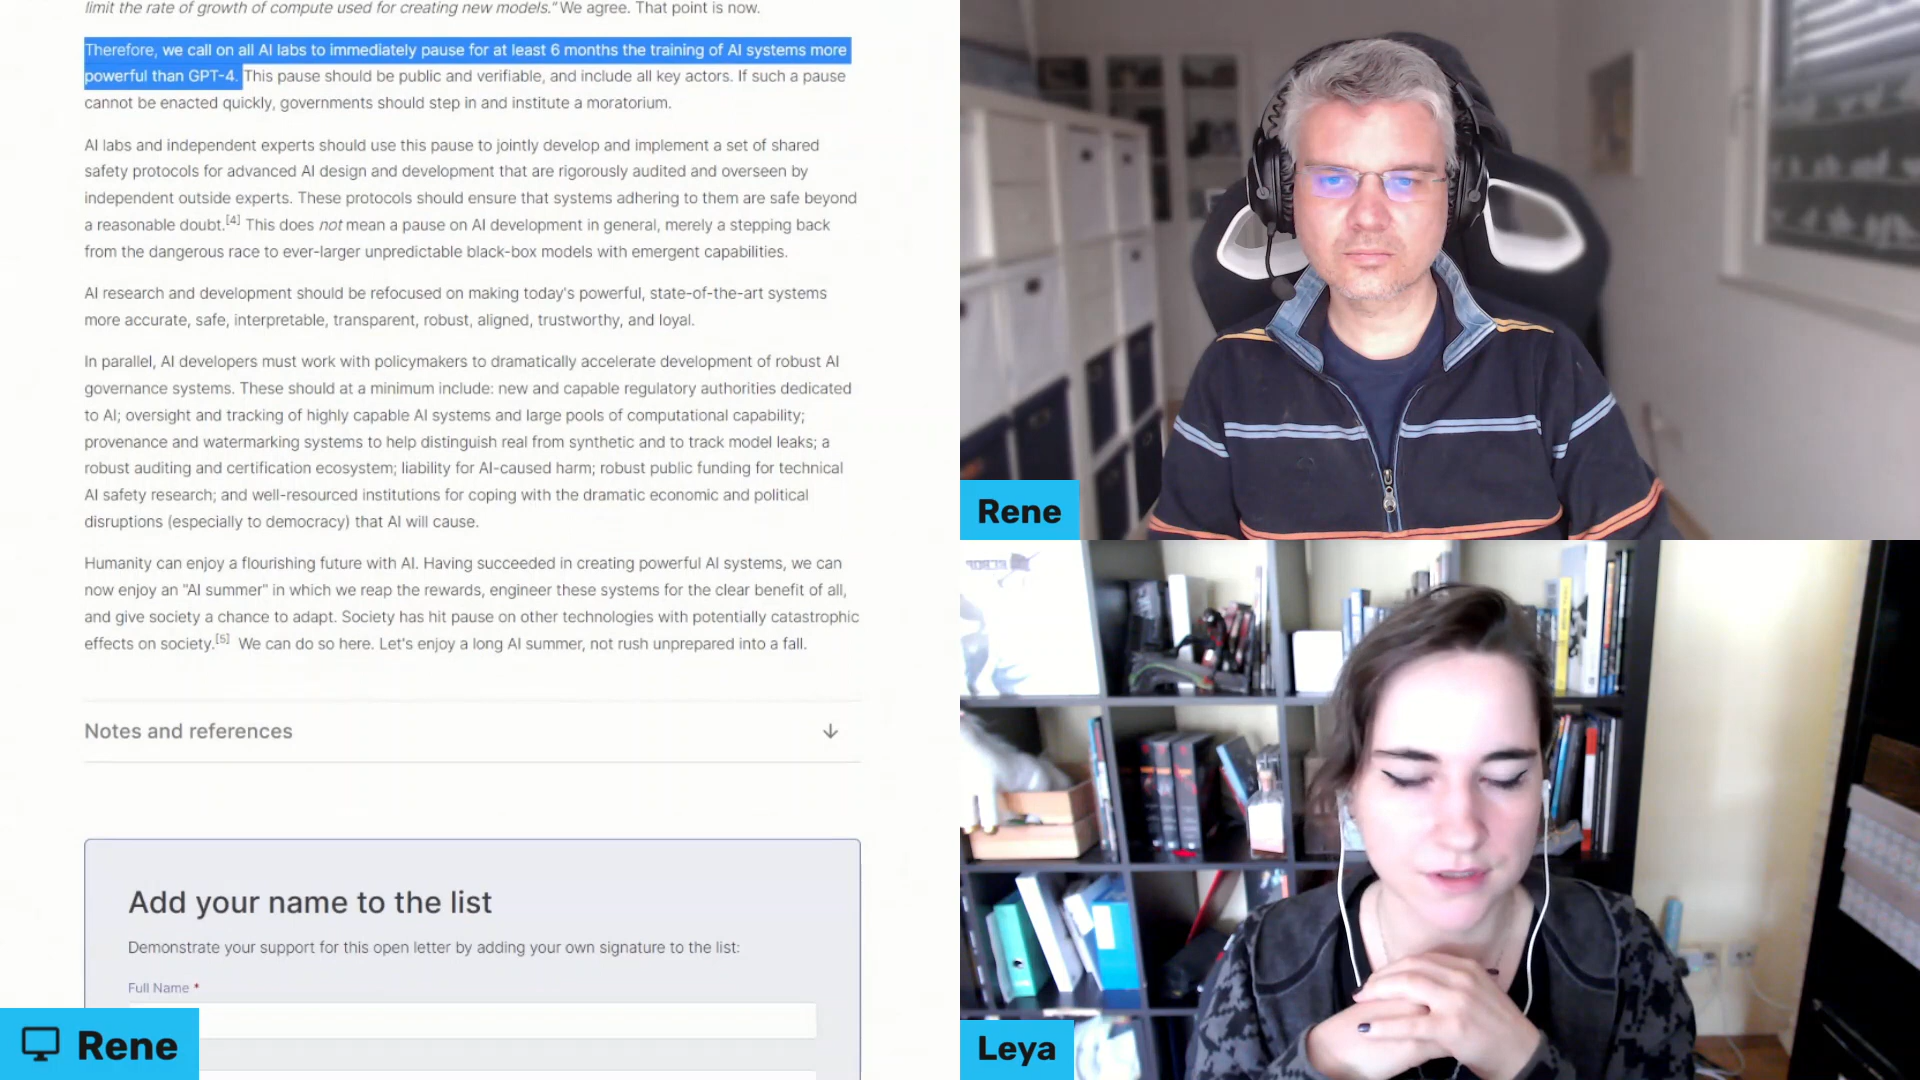 limit the rate of growth of compute used for creating new models." We agree. That point is now.
Therefore, we call on all AI labs to immediately pause for at least 6 months the training of AI systems more
powerful than GPT-4. This pause should be public and verifiable, and include all key actors. If such a pause
cannot be enacted quickly, governments should step in and institute a moratorium.
AI labs and independent experts should use this pause to jointly develop and implement a set of shared
safety protocols for advanced AI design and development that are rigorously audited and overseen by
independent outside experts. These protocols should ensure that systems adhering to them are safe beyond
a reasonable doubt.[4] This does not mean a pause on AI development in general, merely a stepping back
from the dangerous race to ever-larger unpredictable black-box models with emergent capabilities.
AI research and development should be refocused on making today's powerful, state-of-the-art systems
more accurate, safe, interpretable, transparent, robust, aligned, trustworthy, and loyal.
In parallel, AI developers must work with policymakers to dramatically accelerate development of robust AI
governance systems. These should at a minimum include: new and capable regulatory authorities dedicated
to AI; oversight and tracking of highly capable AI systems and large pools of computational capability;
provenance and watermarking systems to help distinguish real from synthetic and to track model leaks; a
robust auditing and certification ecosystem; liability for AI-caused harm; robust public funding for technical
AI safety research; and well-resourced institutions for coping with the dramatic economic and political
disruptions (especially to democracy) that AI will cause.
Humanity can enjoy a flourishing future with AI. Having succeeded in creating powerful AI systems, we can
now enjoy an "AI summer" in which we reap the rewards, engineer these systems for the clear benefit of all,
and give society a chance to adapt. Society has hit pause on other technologies with potentially catastrophic
effects on society.[5] We can do so here. Let's enjoy a long AI summer, not rush unprepared into a fall.
Notes and references
Add your name to the list
Demonstrate your support for this open letter by adding your own signature to the list:
Full Name *
Rene
Rene
Leya